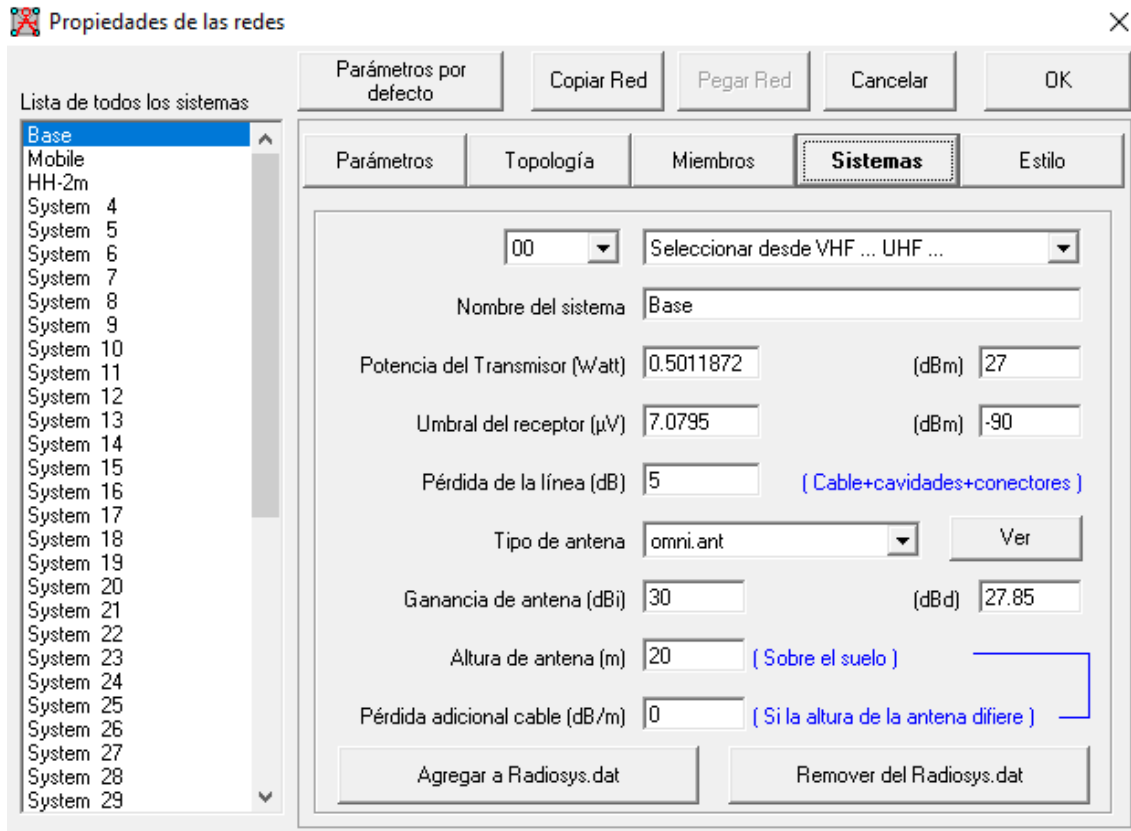 Propiedades de las redes
Lista de todos los sistemas
Base
Mobile
HH-2m
System 4
System 5
System 6
System 7
System 8
System 9
System 10
System 11
System 12
System 13
System 14
System 15
System 16
System 17
System 18
System 19
System 20
System 21
System 22
System 23
System 24
System 25
System 26
System 27
System 28
System 29
Parámetros por
defecto
Copiar Red
Pegar Red
Cancelar
OK
Parámetros
Topología
Miembros
Sistemas
Estilo
00 Seleccionar desde VHF ... UHF ...
Nombre del sistema Base
Potencia del Transmisor (Watt) 0.5011872 (dBm) 27
Umbral del receptor (µV) 7.0795 (dBm) -90
Pérdida de la línea (dB) 5 ( Cable+cavidades+conectores )
Tipo de antena omni.ant Ver
Ganancia de antena (dBi) 30 (dBd) 27.85
Altura de antena (m) 20 ( Sobre el suelo )
Pérdida adicional cable (dB/m) 0 ( Si la altura de la antena difiere )
Agregar a Radiosys.dat
Remover del Radiosys.dat